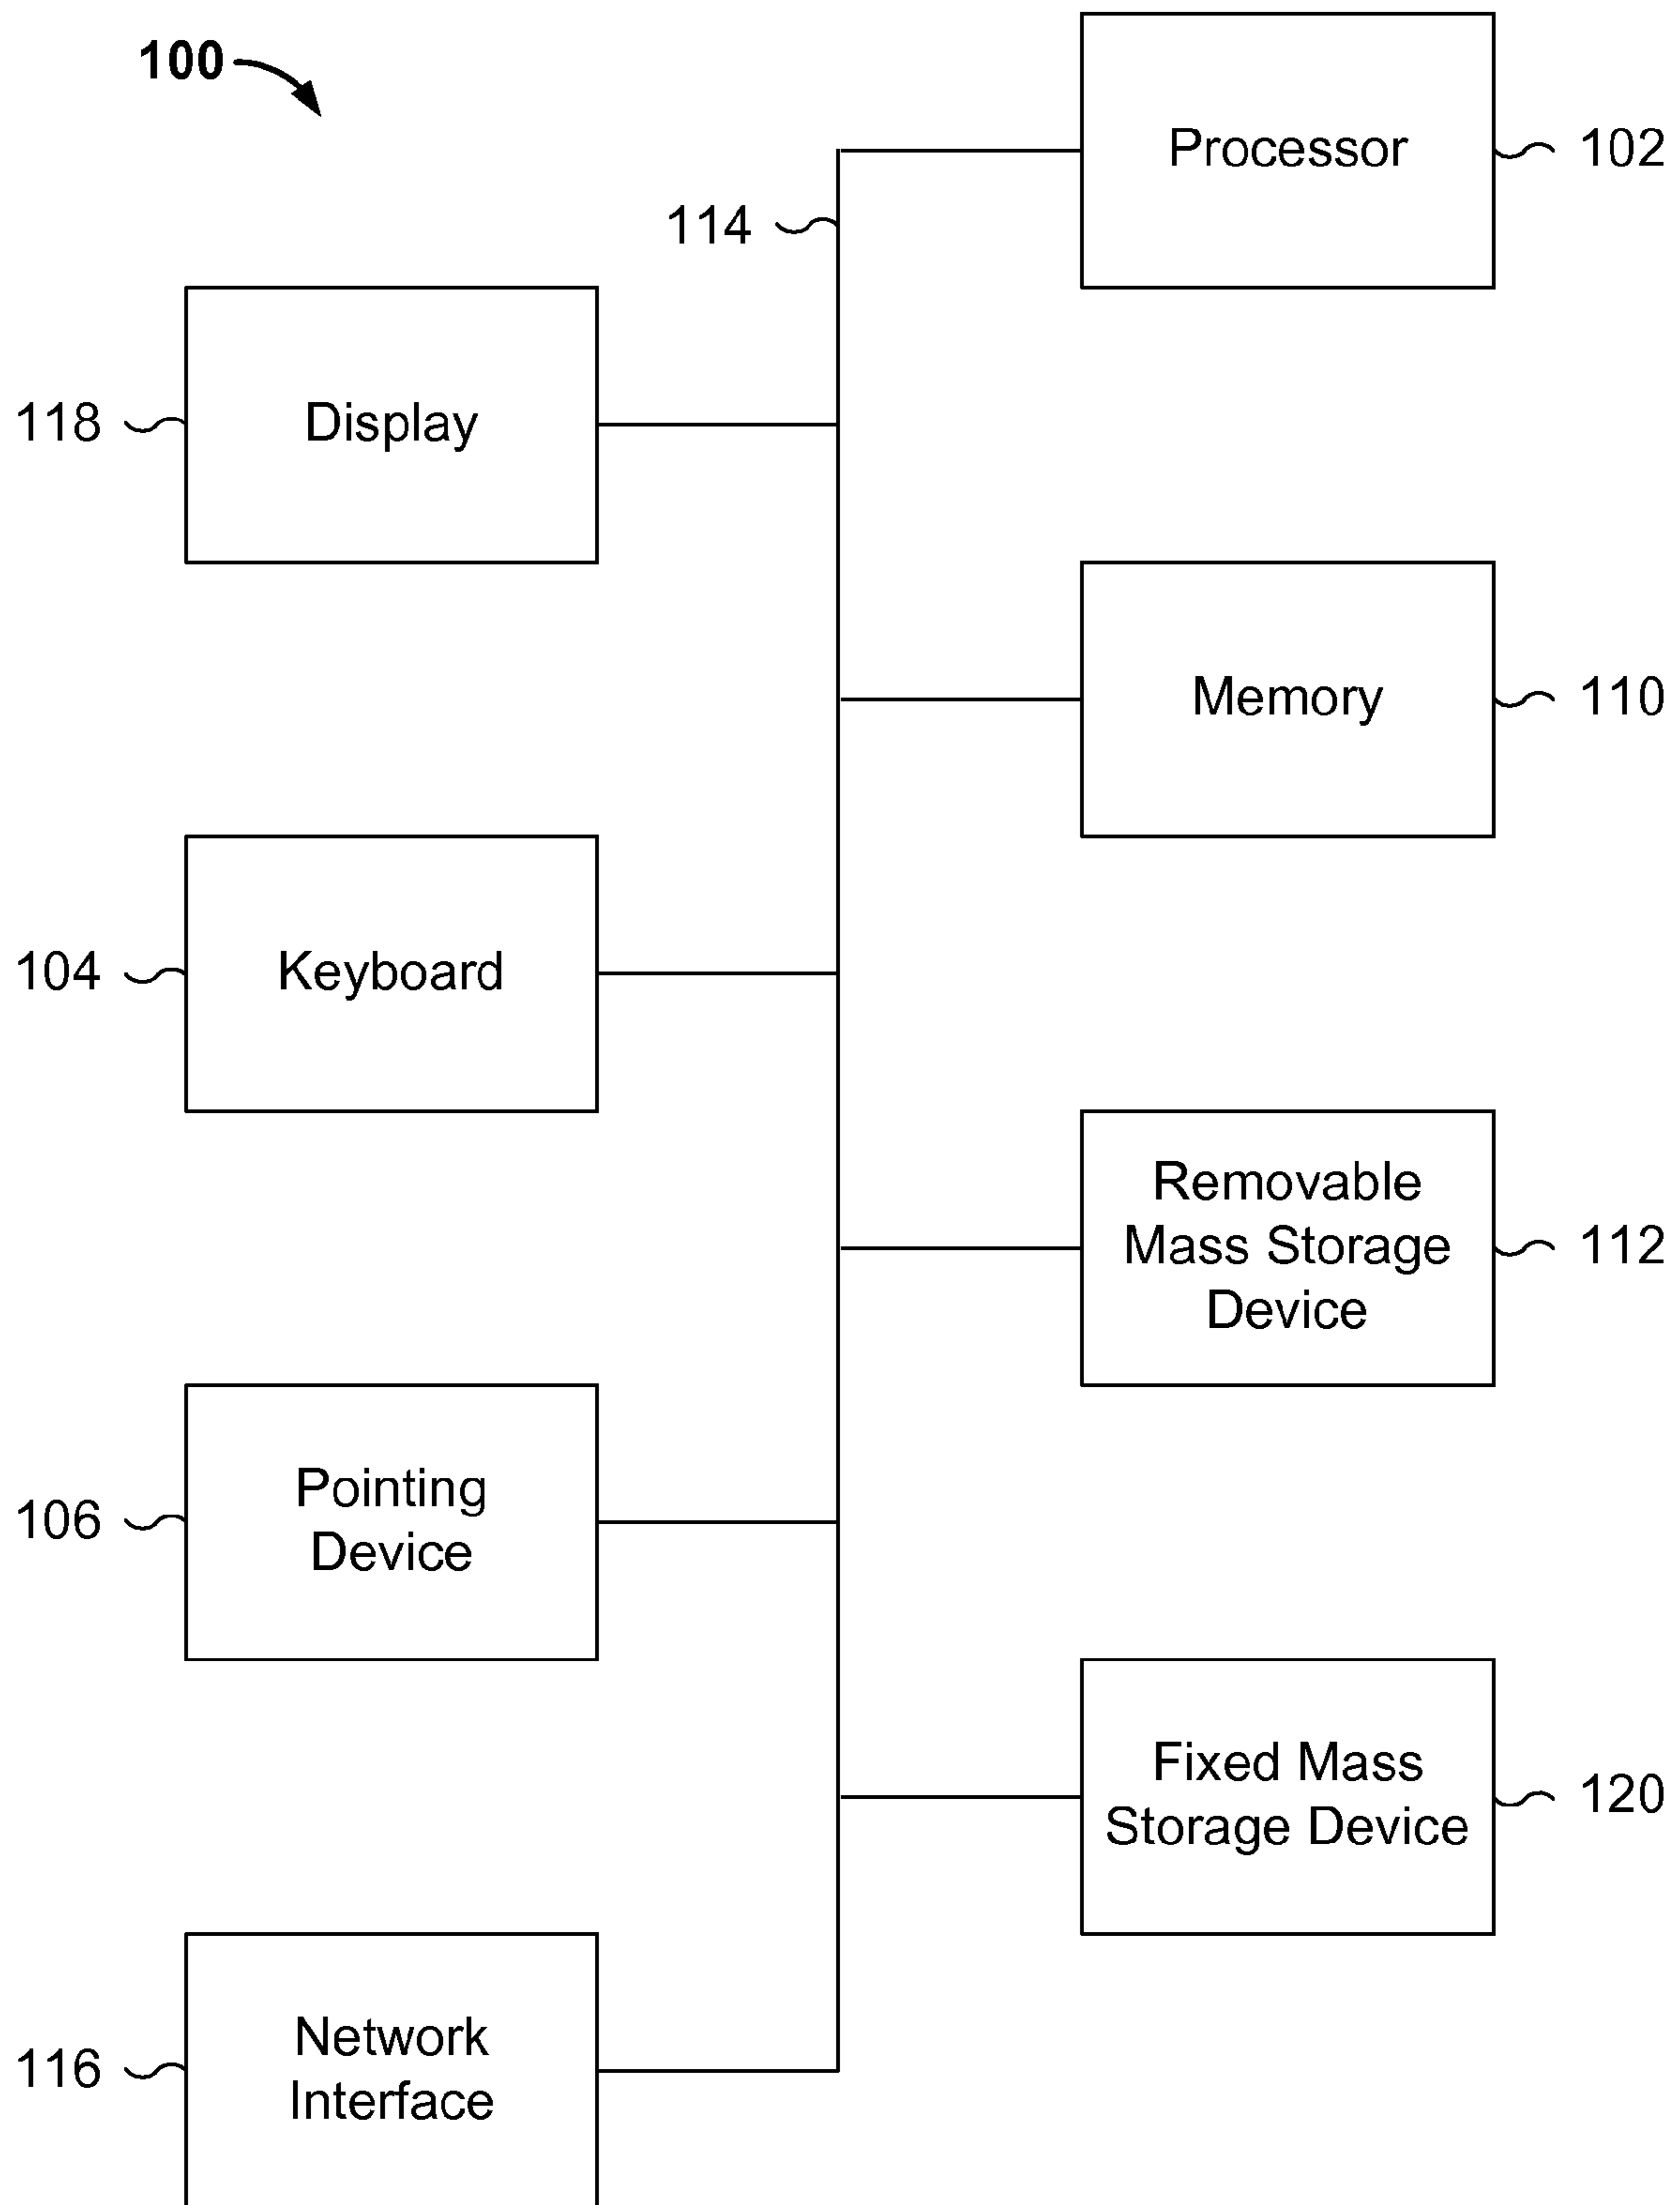 100
Processor
102
114
118
Display
Memory
110
104
Keyboard
Removable
Mass Storage
Device
112
106
Pointing
Device
Fixed Mass
Storage Device
120
116
Network
Interface